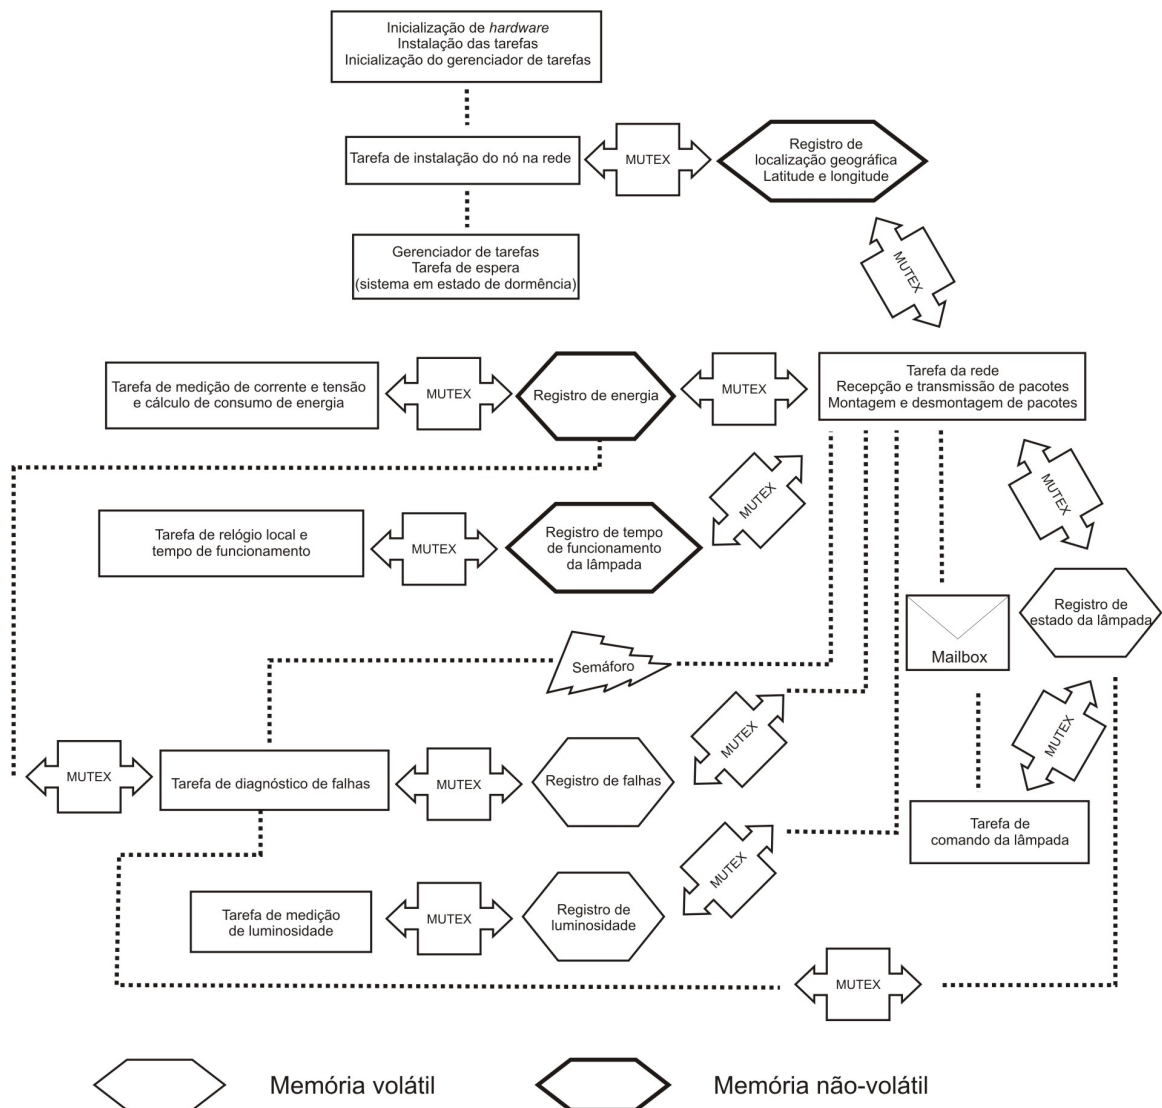 Inicialização de hardware
Instalação das tarefas
Inicialização do gerenciador de tarefas
Tarefa de instalação do nó na rede
MUTEX
Registro de
localização geográfica
Latitude e longitude
Gerenciador de tarefas
Tarefa de espera
(sistema em estado de dormência)
MUTEX
Tarefa de medição de corrente e tensão
e cálculo de consumo de energia
MUTEX
Registro de energia
MUTEX
Tarefa da rede
Recepção e transmissão de pacotes
Montagem e desmontagem de pacotes
MUTEX
MUTEX
Tarefa de relógio local e
tempo de funcionamento
MUTEX
Registro de tempo
de funcionamento
da lâmpada
Registro de
estado da lâmpada
Mailbox
Semáforo
MUTEX
MUTEX
MUTEX
Tarefa de diagnóstico de falhas
MUTEX
Registro de falhas
Tarefa de
comando da lâmpada
MUTEX
Tarefa de medição
de luminosidade
MUTEX
Registro de
luminosidade
MUTEX
Memória volátil
Memória não-volátil